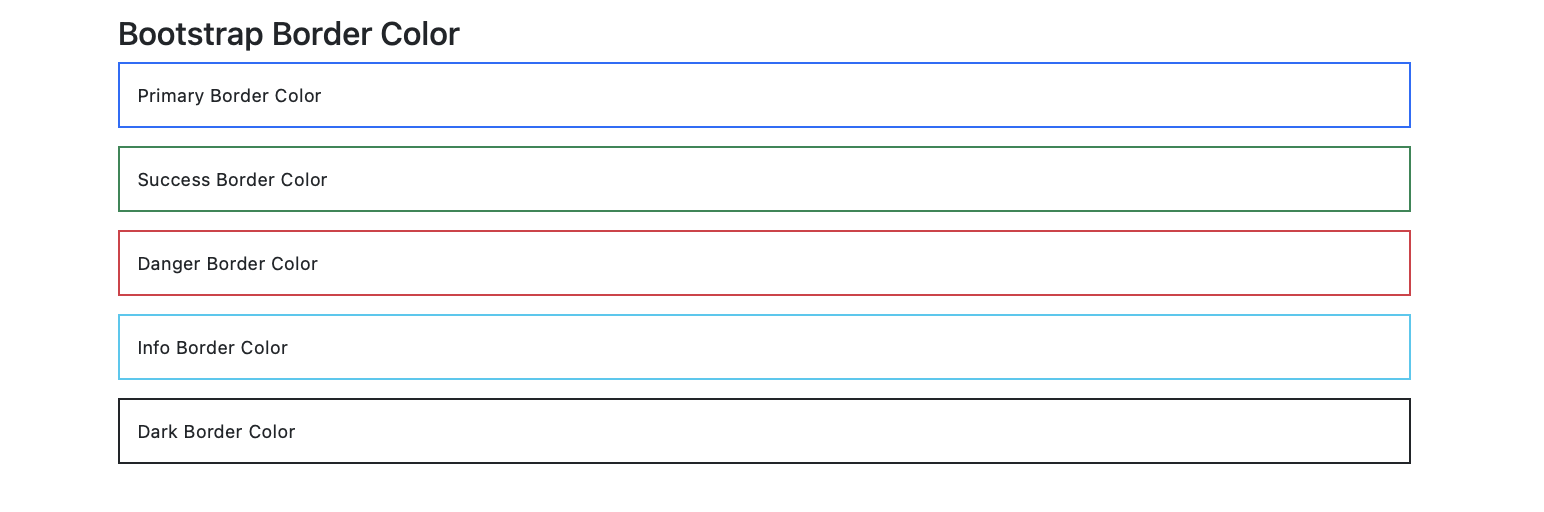 Bootstrap Border Color
Primary Border Color
Success Border Color
Danger Border Color
Info Border Color
Dark Border Color